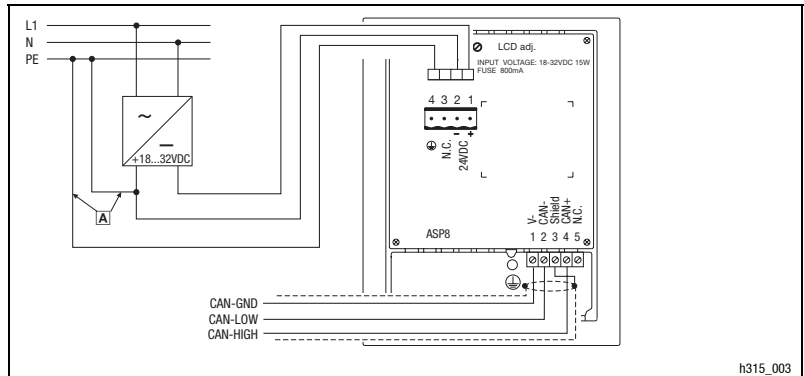 L1
N
PE
~
–
+18...32VDC
A
LCD adj.
INPUT VOLTAGE: 18-32VDC 15W
FUSE 800mA
4 3 2 1
– +
N.C.
24VDC
ASP8
V-
CAN-
Shield
CAN+
N.C.
1 2 3 4 5
CAN-GND
CAN-LOW
CAN-HIGH
h315_003